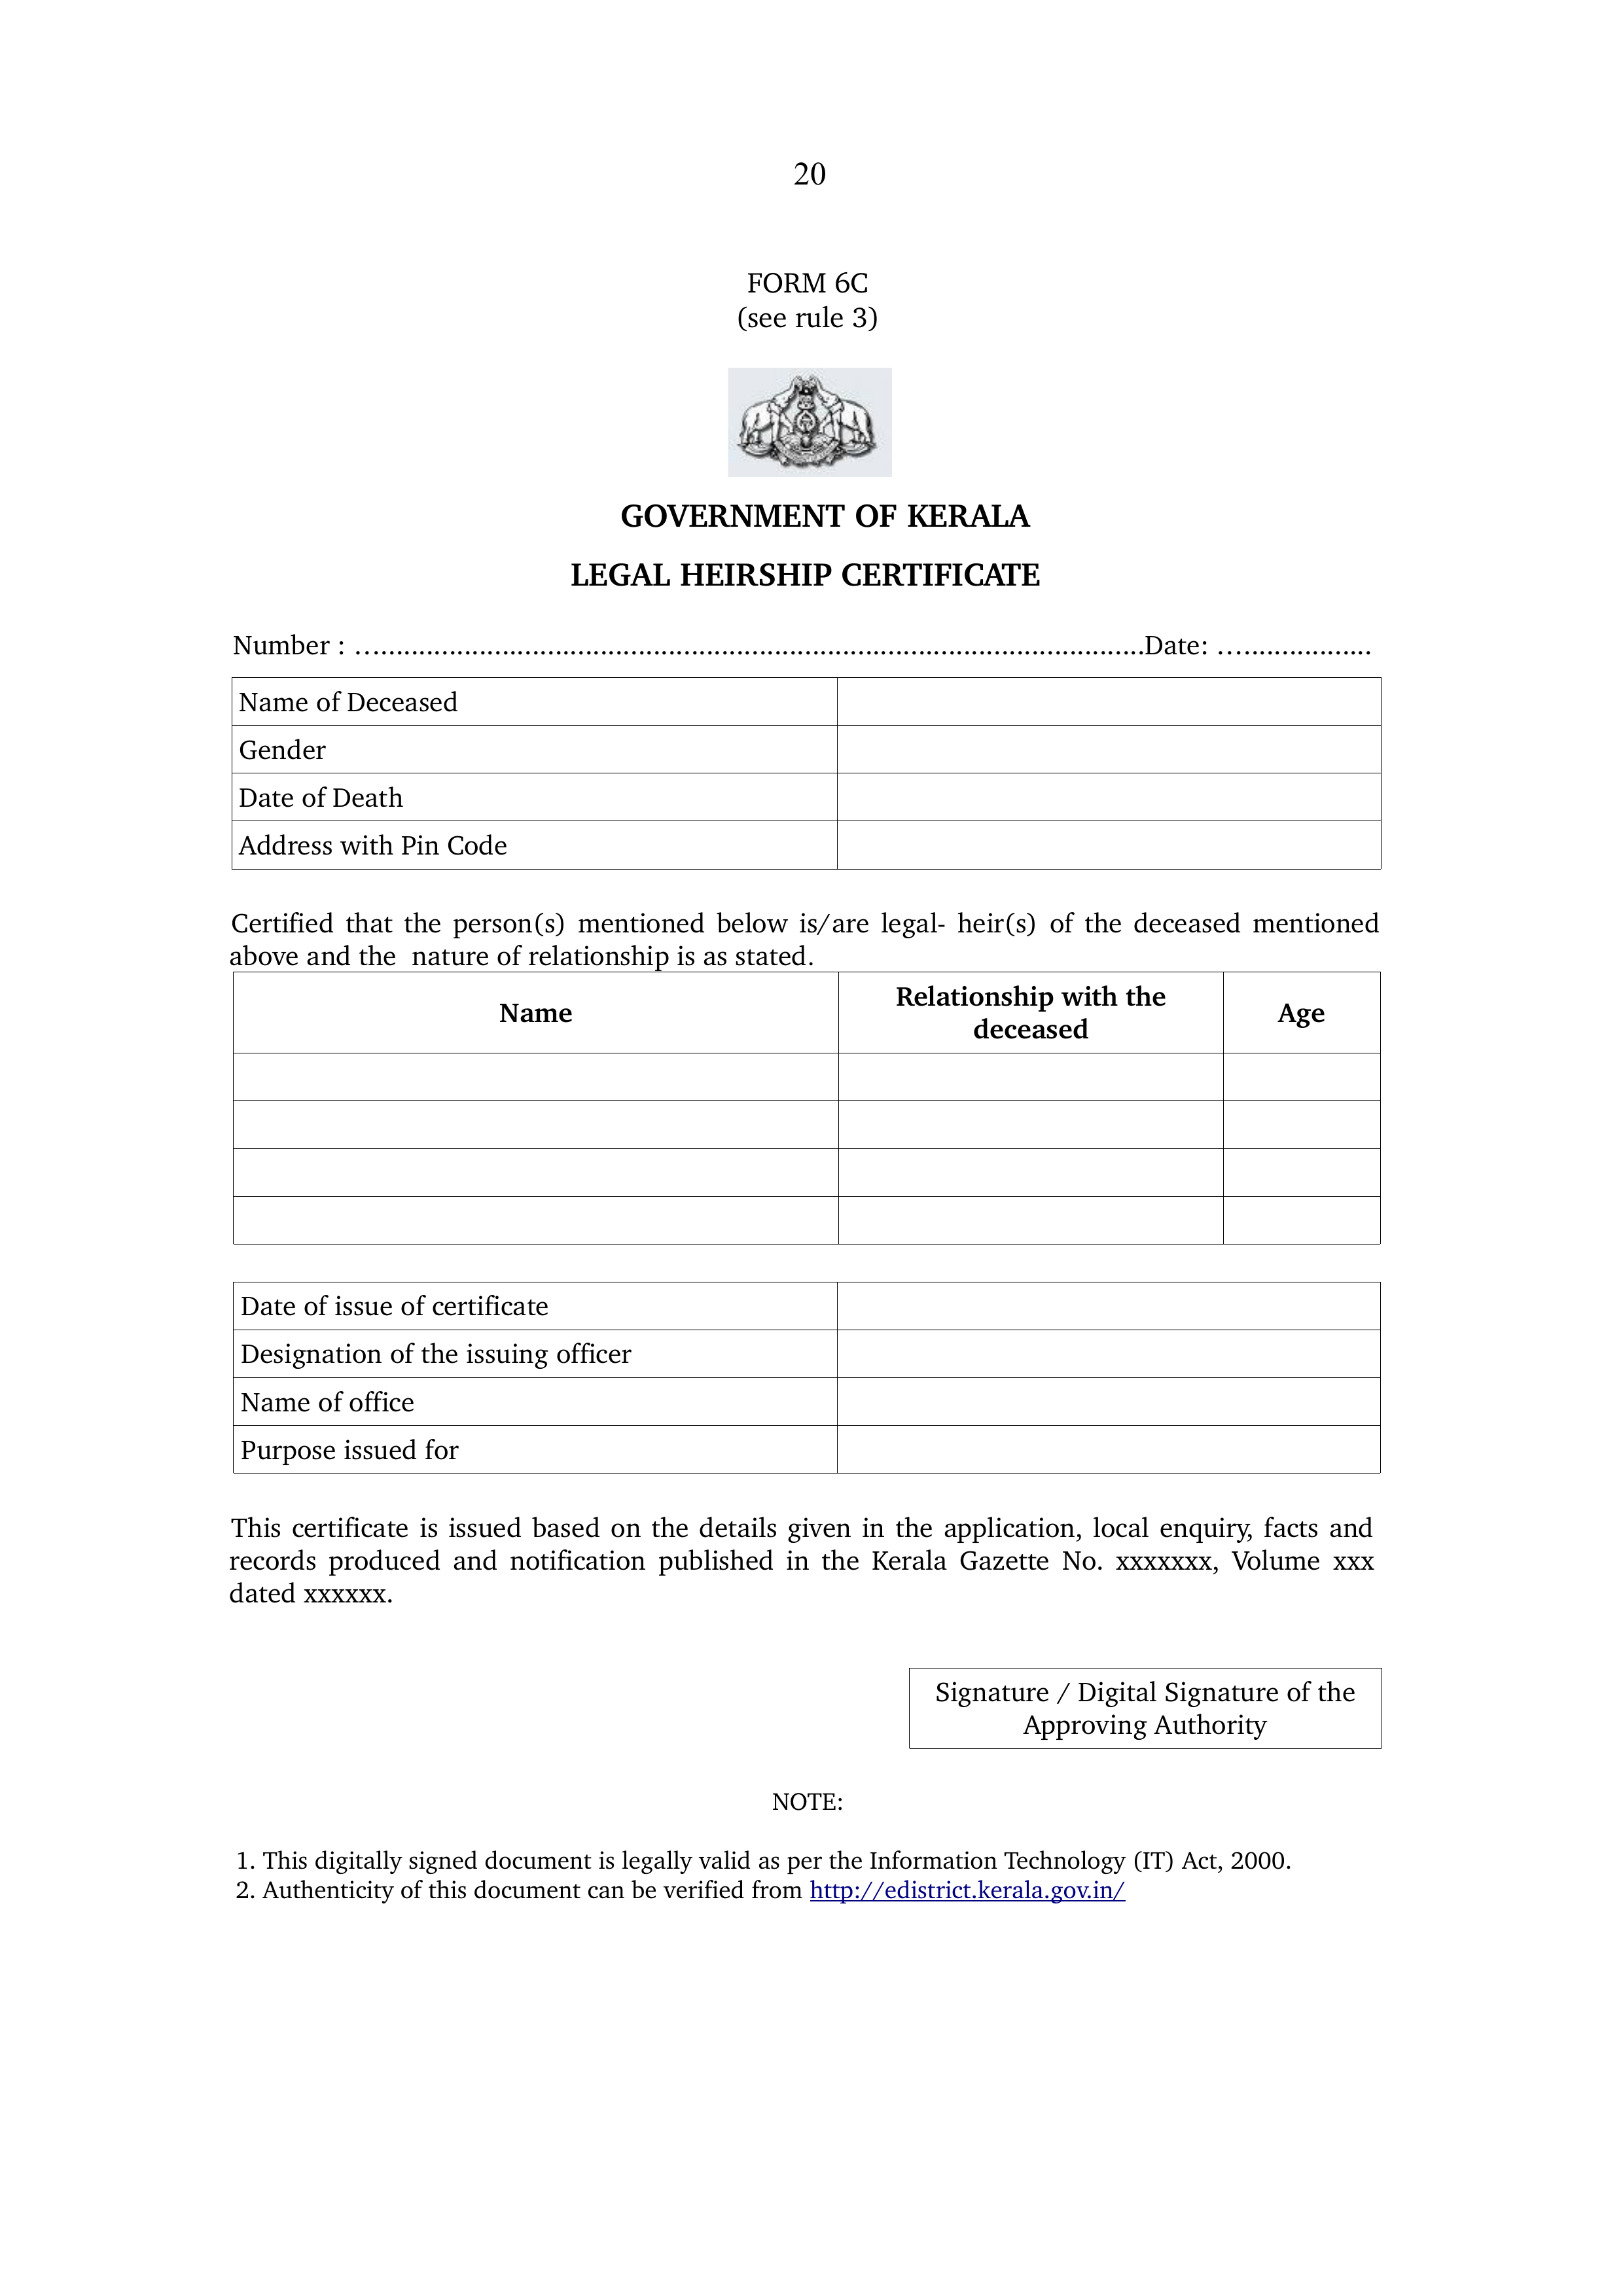 20
FORM 6C
(see rule 3)
GOVERNMENT OF KERALA
LEGAL HEIRSHIP CERTIFICATE
Number : ….....................................................................................................Date: …..................
Name of Deceased
Gender
Date of Death
Address with Pin Code
Certified that the person(s) mentioned below is/are legal- heir(s) of the deceased mentioned
above and the  nature of relationship is as stated.
Name
Relationship with the
deceased
Age
Date of issue of certificate
Designation of the issuing officer
Name of office
Purpose issued for
This certificate is issued based on the details given in the application, local enquiry, facts and
records produced and notification published in the Kerala Gazette No. xxxxxxx, Volume xxx
dated xxxxxx.
Signature / Digital Signature of the
Approving Authority
NOTE:
1. This digitally signed document is legally valid as per the Information Technology (IT) Act, 2000.
2. Authenticity of this document can be verified from http://edistrict.kerala.gov.in/